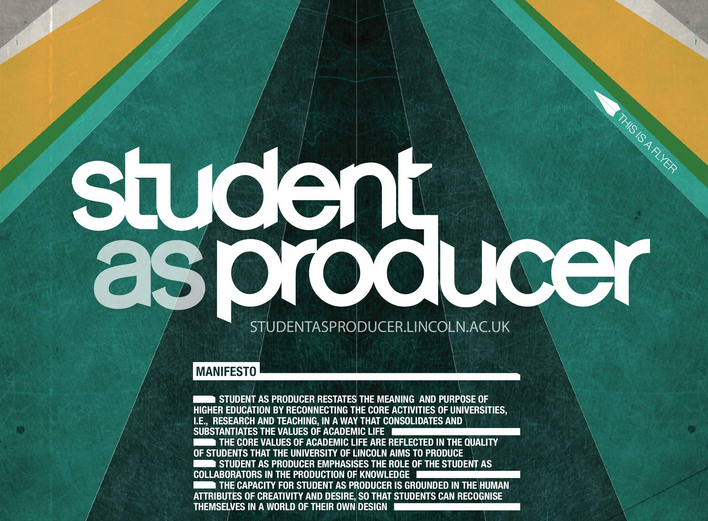 THIS IS A FLYER
student
as producer
STUDENTASPRODUCER.LINCOLN.AC.UK
MANIFESTO
STUDENT AS PRODUCER RESTATES THE MEANING AND PURPOSE OF
HIGHER EDUCATION BY RECONNECTING THE CORE ACTIVITIES OF UNIVERSITIES,
I.E., RESEARCH AND TEACHING, IN A WAY THAT CONSOLIDATES AND
SUBSTANTIATES THE VALUES OF ACADEMIC LIFE
THE CORE VALUES OF ACADEMIC LIFE ARE REFLECTED IN THE QUALITY
OF STUDENTS THAT THE UNIVERSITY OF LINCOLN AIMS TO PRODUCE
STUDENT AS PRODUCER EMPHASISES THE ROLE OF THE STUDENT AS
COLLABORATORS IN THE PRODUCTION OF KNOWLEDGE
THE CAPACITY FOR STUDENT AS PRODUCER IS GROUNDED IN THE HUMAN
ATTRIBUTES OF CREATIVITY AND DESIRE, SO THAT STUDENTS CAN RECOGNISE
THEMSELVES IN A WORLD OF THEIR OWN DESIGN